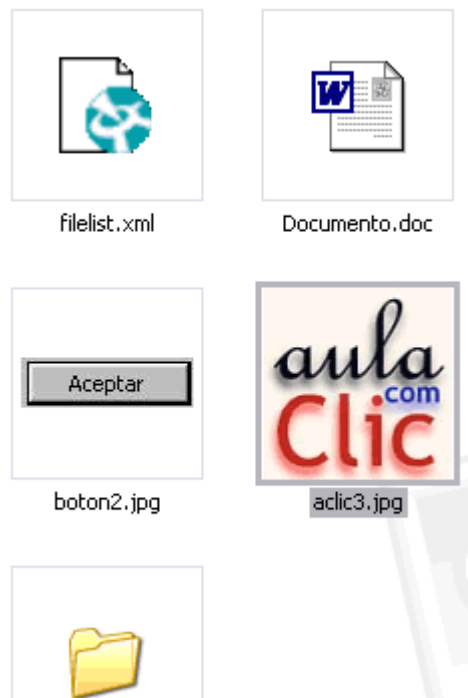 W
filelist.xml
Documento.doc
Aceptar
boton2.jpg
aula
com
Clic
aclic3.jpg